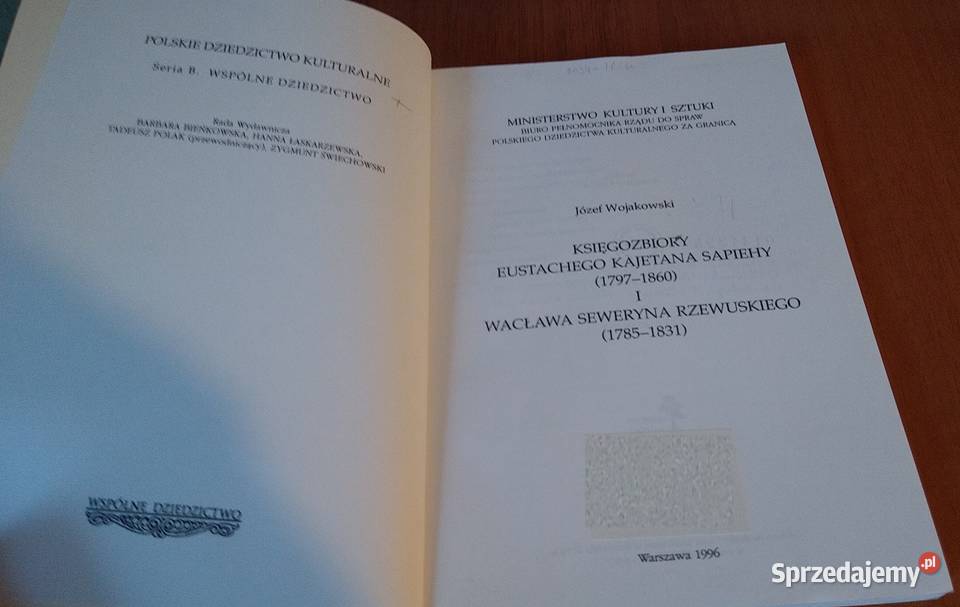 POLSKIE DZIEDZICTWO KULTURALNE
Seria B. WSPÓLNE DZIEDZICTWO
Rada Wydawnicza
BARBARA BIEŃKOWSKA, HANNA ŁASKARZEWSKA,
TADEUSZ POLAK (przewodniczący), ZYGMUNT ŚWIECHOWSKI
WSPÓLNE DZIEDZICTWO
MINISTERSTWO KULTURY I SZTUKI
BIURO PEŁNOMOCNIKA RZĄDU DO SPRAW
POLSKIEGO DZIEDZICTWA KULTURALNEGO ZA GRANICĄ
Józef Wojakowski
KSIĘGOZBIORY
EUSTACHEGO KAJETANA SAPIEHY
(1797–1860)
I
WACŁAWA SEWERYNA RZEWUSKIEGO
(1785–1831)
Warszawa 1996
Sprzedajemy.pl